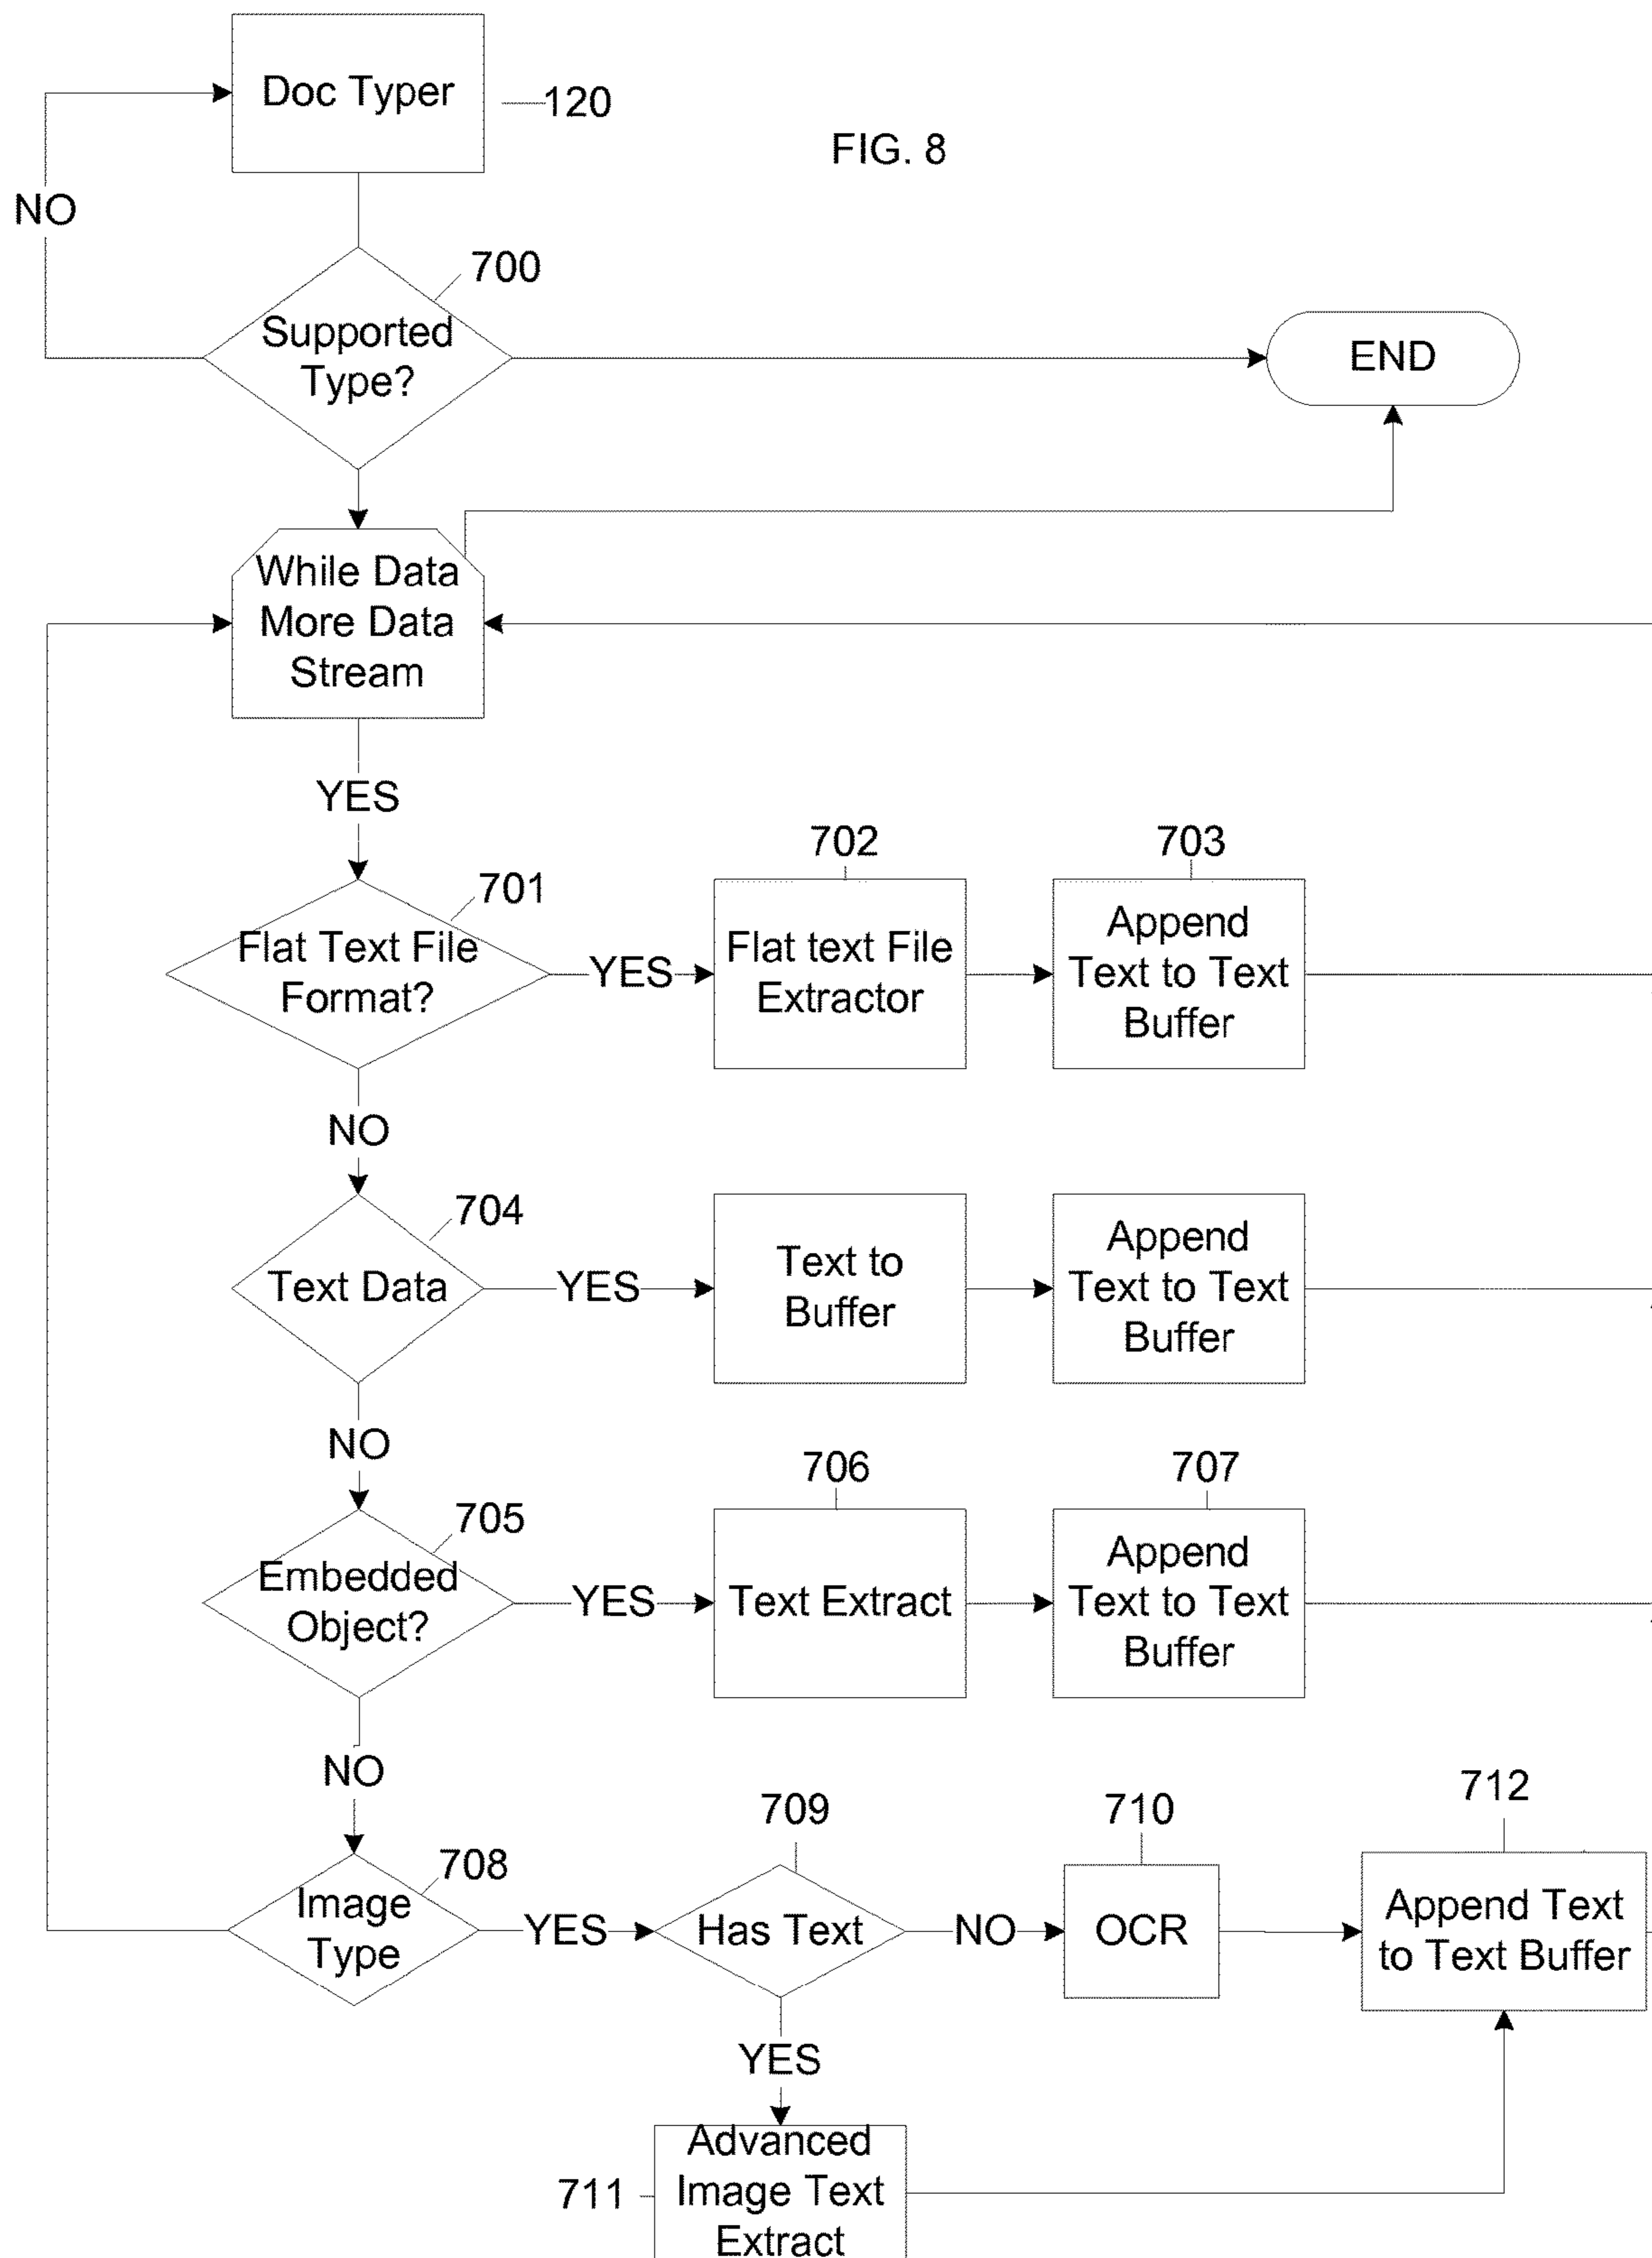 Doc Typer
120
FIG. 8
NO
700
Supported
Type?
END
While Data
More Data
Stream
YES
701
Flat Text File
Format?
YES
702
Flat text File
Extractor
703
Append
Text to Text
Buffer
NO
704
Text Data
YES
Text to
Buffer
Append
Text to Text
Buffer
NO
705
Embedded
Object?
YES
706
Text Extract
707
Append
Text to Text
Buffer
NO
708
Image
Type
YES
709
Has Text
NO
710
OCR
712
Append Text
to Text Buffer
YES
711
Advanced
Image Text
Extract